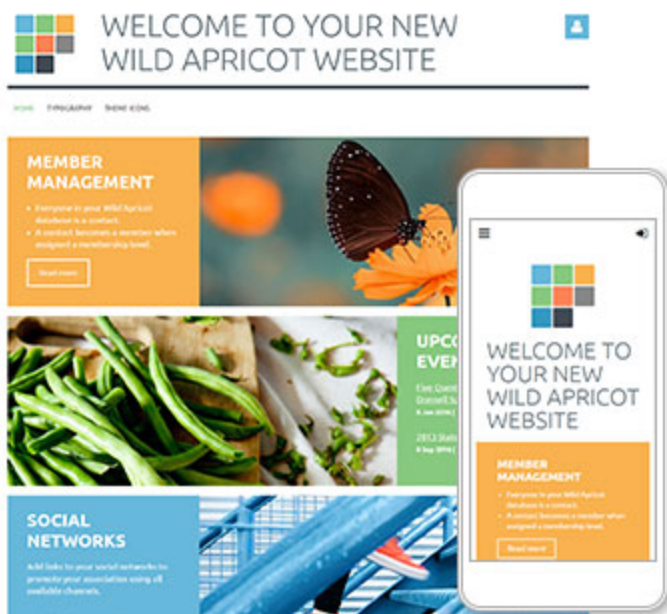 WELCOME TO YOUR NEW
WILD APRICOT WEBSITE
HOME TYPOGRAPHY THEME ICONS
MEMBER
MANAGEMENT
• Everyone in your Wild Apricot
database is a contact.
• A contact becomes a member when
assigned a membership level.
Read more
UPCO
EVEN
SOCIAL
NETWORKS
Add links to your social networks to
promote your association using all
available channels.
WELCOME TO
YOUR NEW
WILD APRICOT
WEBSITE
MEMBER
MANAGEMENT
• Everyone in your Wild Apricot
database is a contact.
• A contact becomes a member when
assigned a membership level.
Read more